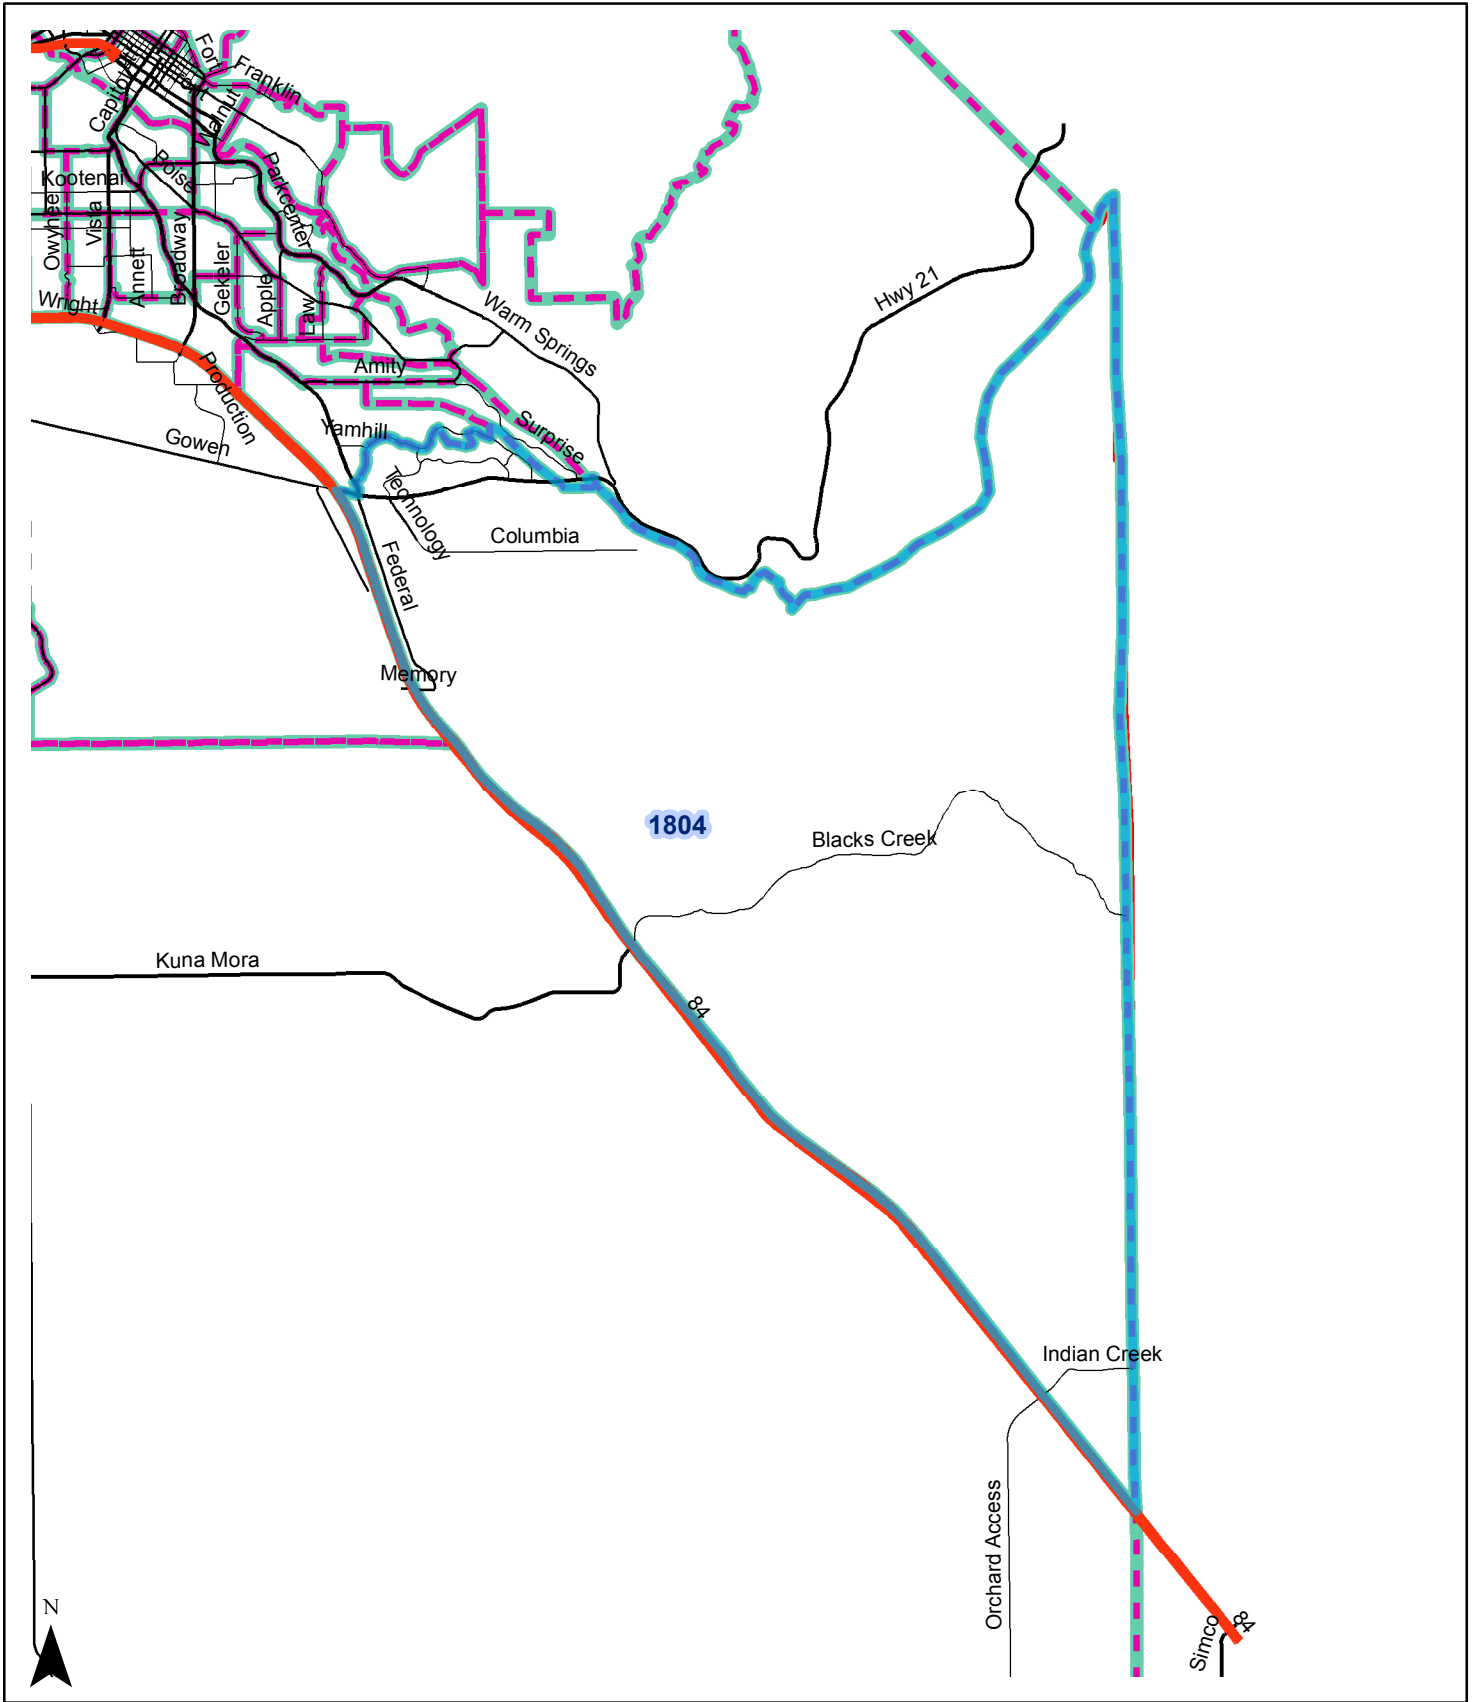 Fort
Franklin
Capitol
Front
Walnut
Boise
Parkcenter
Kootenai
Owyhee
Vista
Annett
Broadway
Gekeler
Apple
Law
Wright
Warm Springs
Hwy 21
Production
Amity
Gowen
Yamhill
Surprise
Technology
Columbia
Federal
Memory
1804
Blacks Creek
Kuna Mora
84
Indian Creek
Orchard Access
Simco
84
N